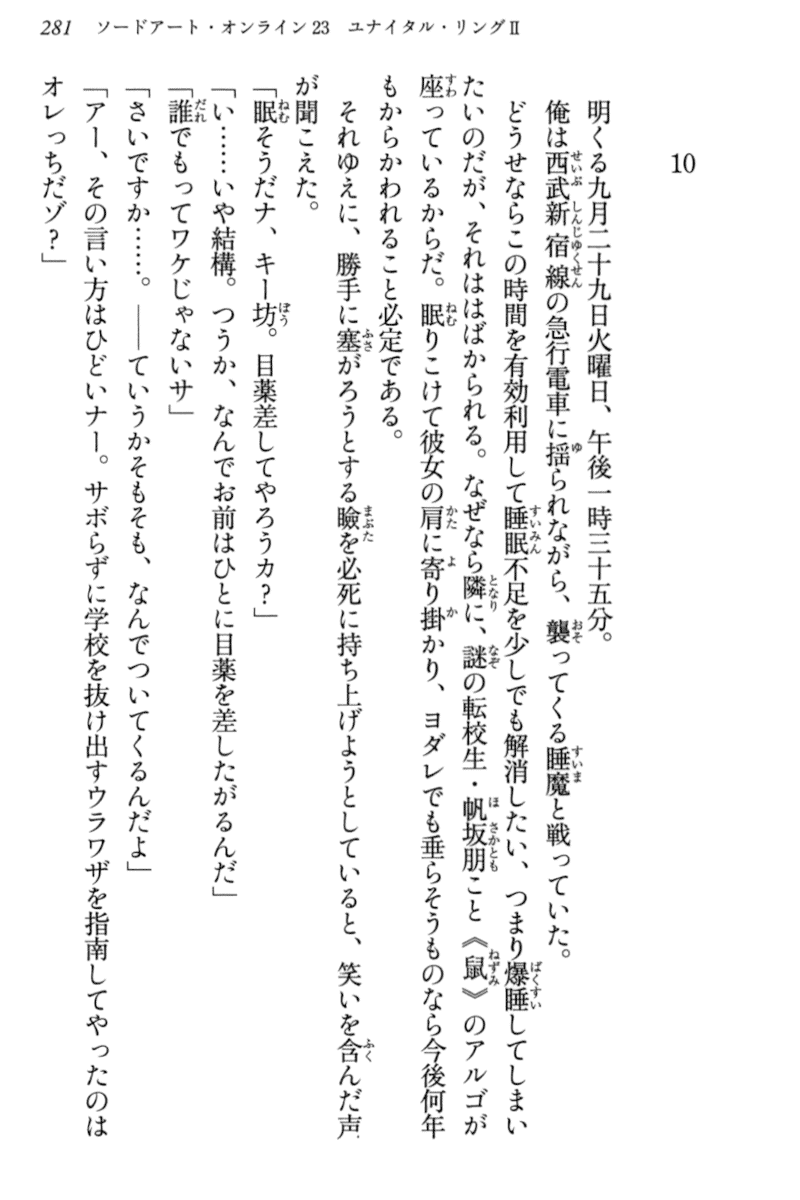 281 ソードアート・オンライン23 ユナイタル・リングⅡ
10
明くる九月二十九日火曜日、午後一時三十五分。
俺は西武新宿線の急行電車に揺られながら、襲ってくる睡魔と戦っていた。
どうせならこの時間を有効利用して睡眠不足を少しでも解消したい、つまり爆睡してしまい
たいのだが、それははばかられる。なぜなら隣に、謎の転校生・帆坂朋こと《鼠》のアルゴが
座っているからだ。眠りこけて彼女の肩に寄り掛かり、ヨダレでも垂らそうものなら今後何年
もからかわれること必定である。
それゆえに、勝手に塞がろうとする瞼を必死に持ち上げようとしていると、笑いを含んだ声
が聞こえた。
「眠そうだナ、キー坊。目薬差してやろうカ?」
「い……いや結構。つうか、なんでお前はひとに目薬を差したがるんだ」
「誰でもってワケじゃないサ」
「さいですか……。――ていうかそもそも、なんでついてくるんだよ」
「アー、その言い方はひどいナー。サボらずに学校を抜け出すウラワザを指南してやったのは
オレっちだゾ?」